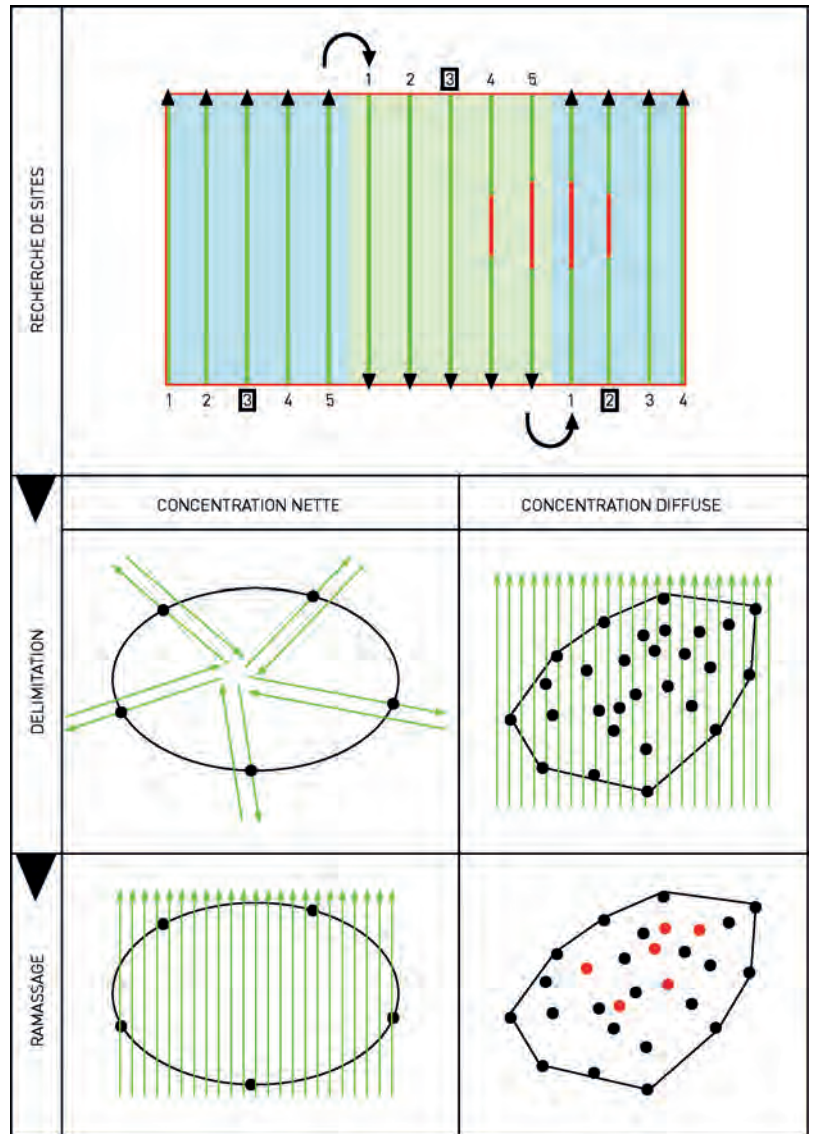 1 2 3 4 5
RECHERCHE DE SITES
1 2 3 4 5 1 2 3 4
CONCENTRATION NETTE
CONCENTRATION DIFFUSE
DELIMITATION
RAMASSAGE